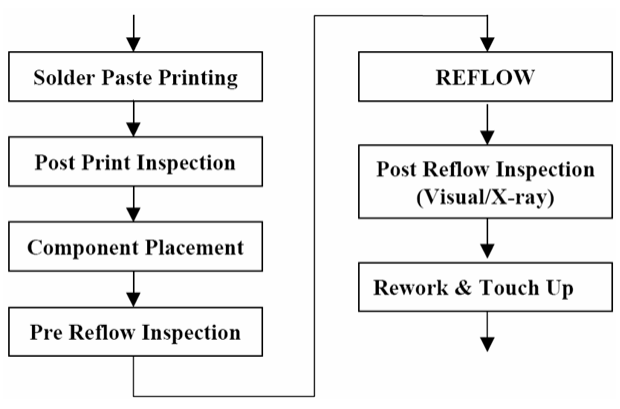 Solder Paste Printing
Post Print Inspection
Component Placement
Pre Reflow Inspection
REFLOW
Post Reflow Inspection
(Visual/X-ray)
Rework & Touch Up